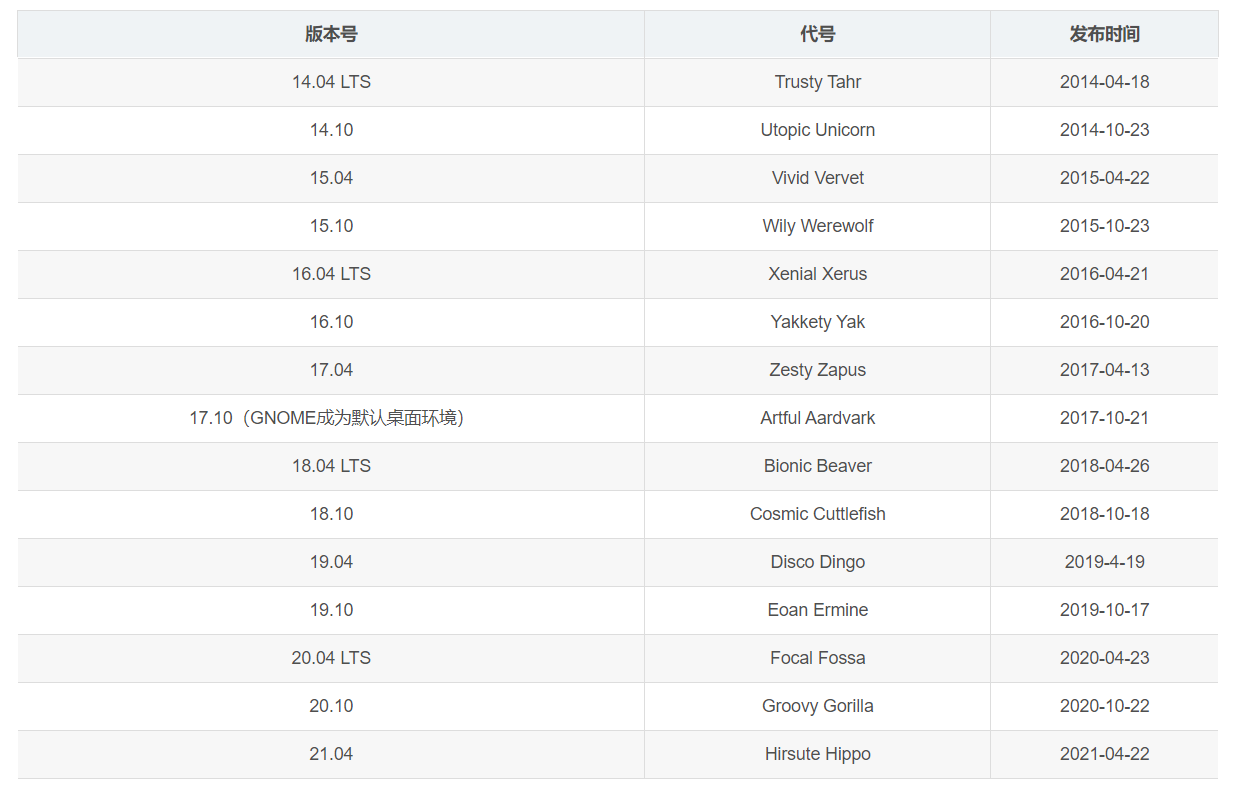 版本号 代号 发布时间
14.04 LTS Trusty Tahr 2014-04-18
14.10 Utopic Unicorn 2014-10-23
15.04 Vivid Vervet 2015-04-22
15.10 Wily Werewolf 2015-10-23
16.04 LTS Xenial Xerus 2016-04-21
16.10 Yakkety Yak 2016-10-20
17.04 Zesty Zapus 2017-04-13
17.10（GNOME成为默认桌面环境） Artful Aardvark 2017-10-21
18.04 LTS Bionic Beaver 2018-04-26
18.10 Cosmic Cuttlefish 2018-10-18
19.04 Disco Dingo 2019-4-19
19.10 Eoan Ermine 2019-10-17
20.04 LTS Focal Fossa 2020-04-23
20.10 Groovy Gorilla 2020-10-22
21.04 Hirsute Hippo 2021-04-22